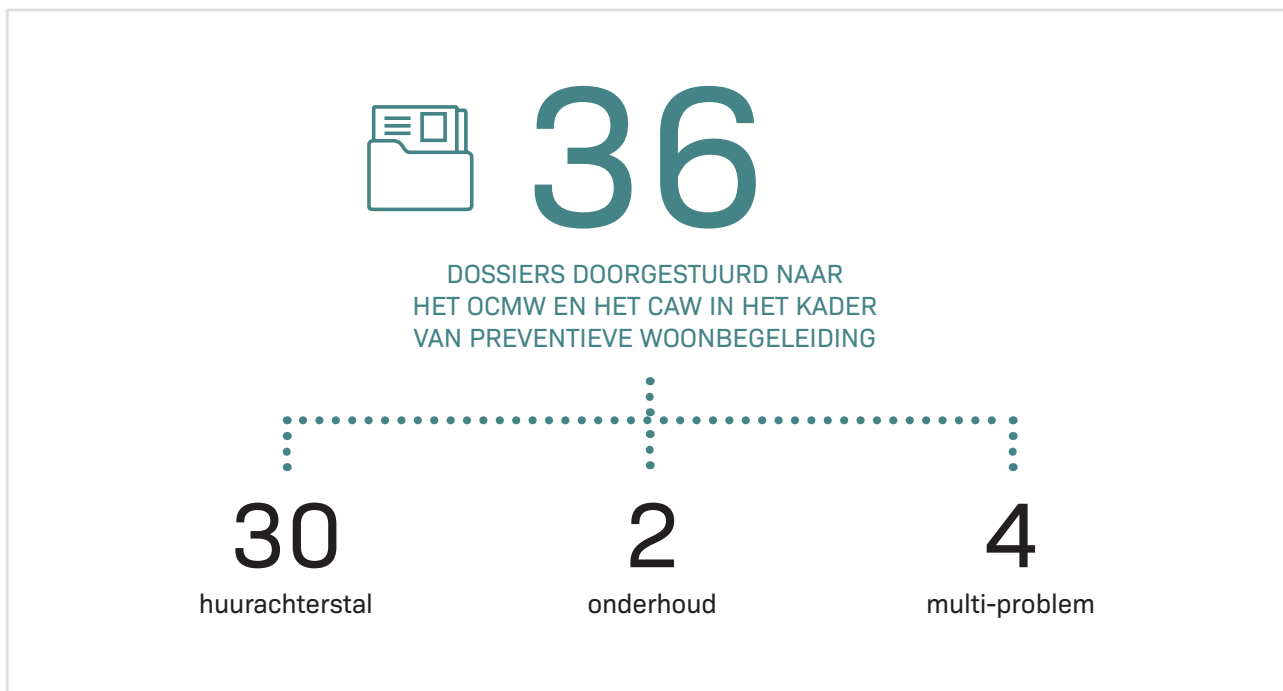 36
DOSSIERS DOORGESTUURD NAAR
HET OCMW EN HET CAW IN HET KADER
VAN PREVENTIEVE WOONBEGELEIDING
30
huurachterstal
2
onderhoud
4
multi-problem